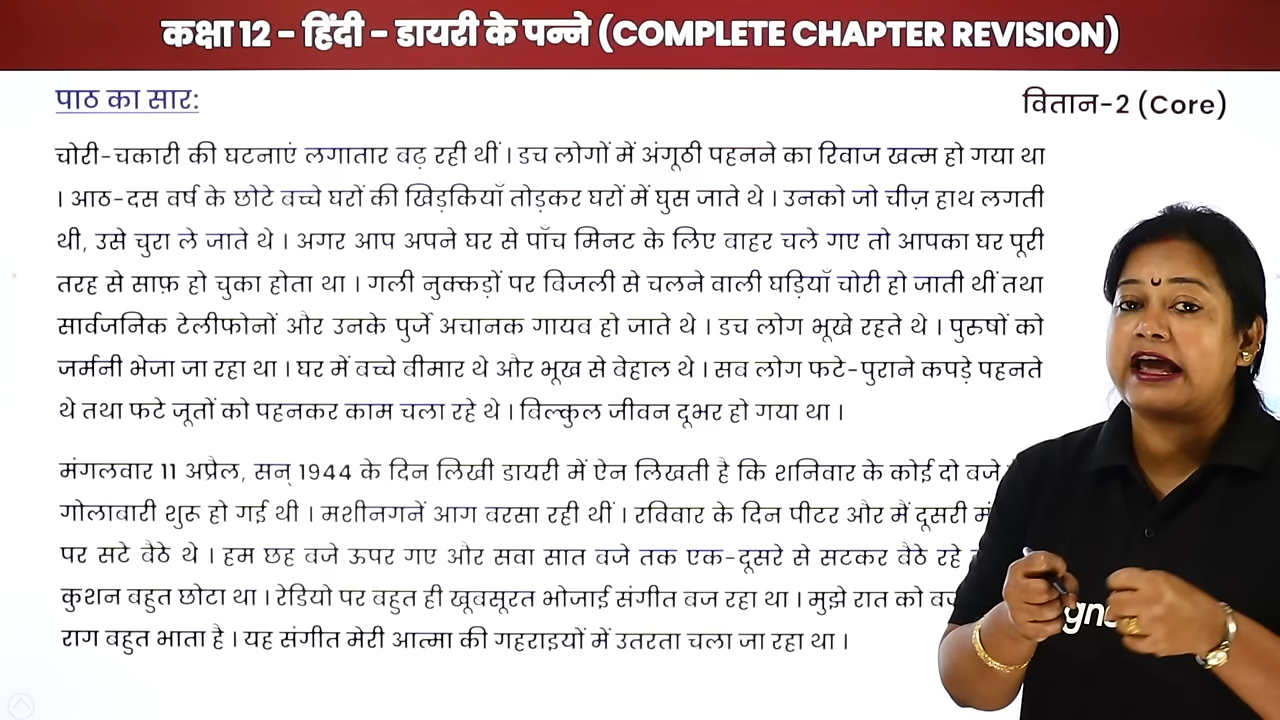 कक्षा 12 - हिंदी - डायरी के पन्ने (COMPLETE CHAPTER REVISION)
पाठ का सार:
वितान-2 (Core)
चोरी-चकारी की घटनाएं लगातार बढ़ रही थीं । डच लोगों में अंगूठी पहनने का रिवाज खत्म हो गया था
। आठ-दस वर्ष के छोटे बच्चे घरों की खिड़कियाँ तोड़कर घरों में घुस जाते थे । उनको जो चीज़ हाथ लगती
थी, उसे चुरा ले जाते थे । अगर आप अपने घर से पाँच मिनट के लिए बाहर चले गए तो आपका घर पूरी
तरह से साफ़ हो चुका होता था । गली नुक्कड़ों पर बिजली से चलने वाली घड़ियाँ चोरी हो जाती थीं तथा
सार्वजनिक टेलीफोनों और उनके पुर्जे अचानक गायब हो जाते थे । डच लोग भूखे रहते थे । पुरुषों को
जर्मनी भेजा जा रहा था । घर में बच्चे बीमार थे और भूख से बेहाल थे । सब लोग फटे-पुराने कपड़े पहनते
थे तथा फटे जूतों को पहनकर काम चला रहे थे । बिल्कुल जीवन दूभर हो गया था ।
मंगलवार 11 अप्रैल, सन् 1944 के दिन लिखी डायरी में ऐन लिखती है कि शनिवार के कोई दो बजे
गोलाबारी शुरू हो गई थी । मशीनगनें आग बरसा रही थीं । रविवार के दिन पीटर और मैं दूसरी
पर सटे बैठे थे । हम छह बजे ऊपर गए और सवा सात बजे तक एक-दूसरे से सटकर बैठे रहे
कुशन बहुत छोटा था । रेडियो पर बहुत ही खूबसूरत भोजाई संगीत बज रहा था । मुझे रात को
राग बहुत भाता है । यह संगीत मेरी आत्मा की गहराइयों में उतरता चला जा रहा था ।